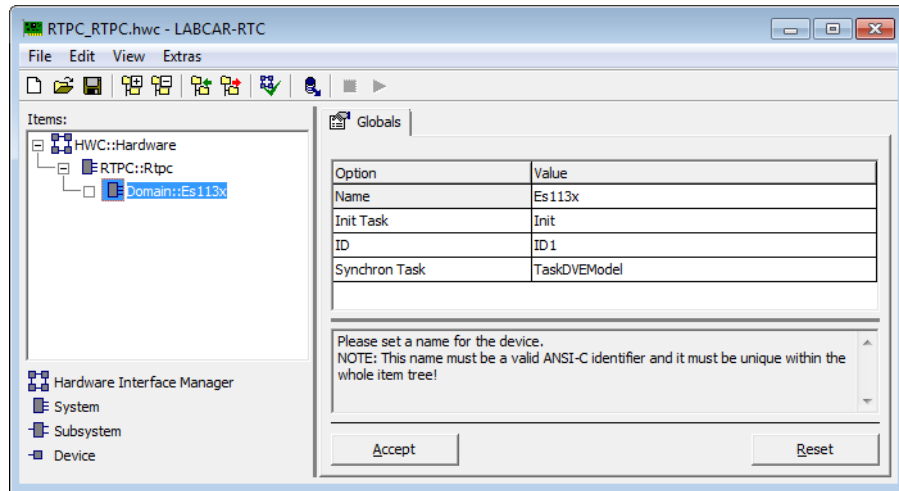 RTPC_RTPC.hwc - LABCAR-RTC
File Edit View Extras
Items:
HWC::Hardware
RTPC::Rtpc
Domain::Es113x
Hardware Interface Manager
System
Subsystem
Device
Globals
Option Value
Name Es113x
Init Task Init
ID ID1
Synchron Task TaskDVEModel
Please set a name for the device.
NOTE: This name must be a valid ANSI-C identifier and it must be unique within the
whole item tree!
Accept Reset